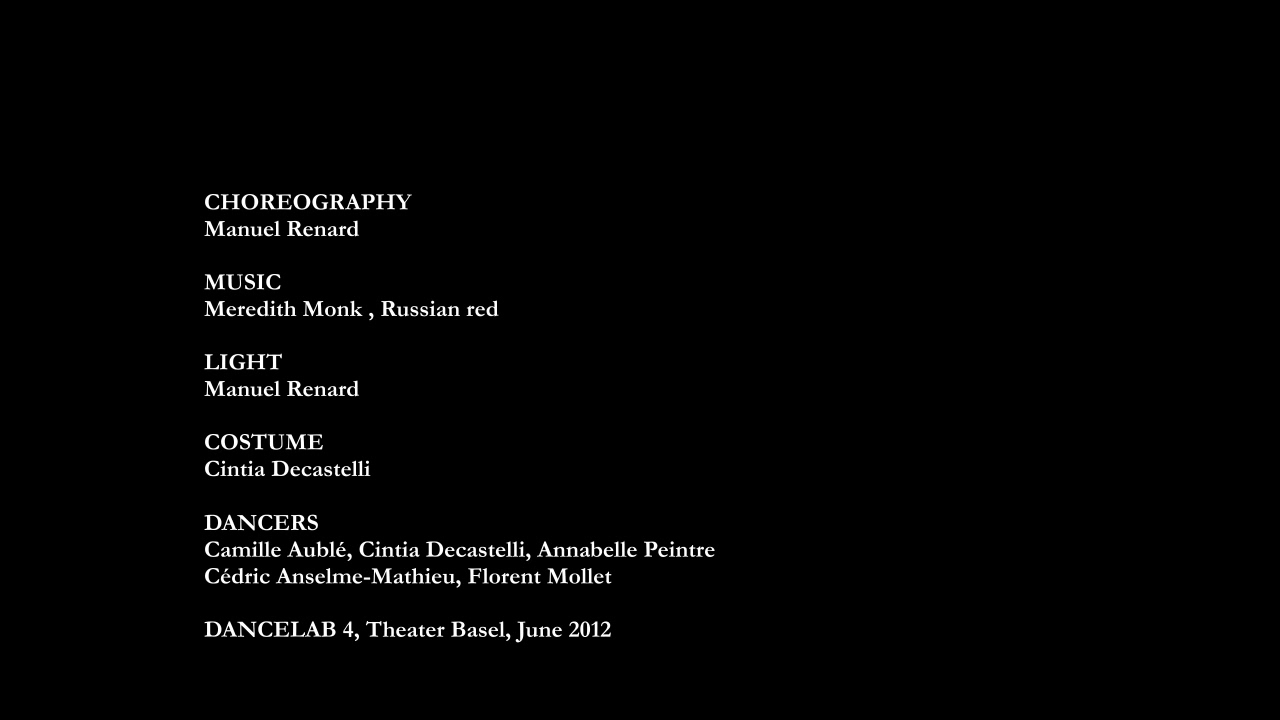 CHOREOGRAPHY
Manuel Renard
MUSIC
Meredith Monk , Russian red
LIGHT
Manuel Renard
COSTUME
Cintia Decastelli
DANCERS
Camille Aublé, Cintia Decastelli, Annabelle Peintre
Cédric Anselme-Mathieu, Florent Mollet
DANCELAB 4, Theater Basel, June 2012